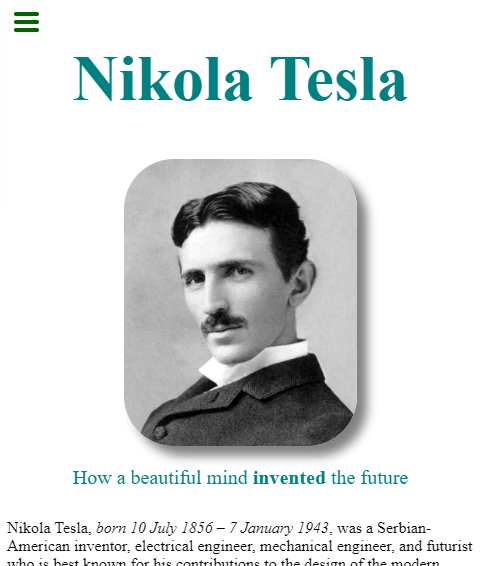 Nikola Tesla
How a beautiful mind invented the future
Nikola Tesla, born 10 July 1856 – 7 January 1943, was a Serbian-
American inventor, electrical engineer, mechanical engineer, and futurist
who is best known for his contributions to the design of the modern